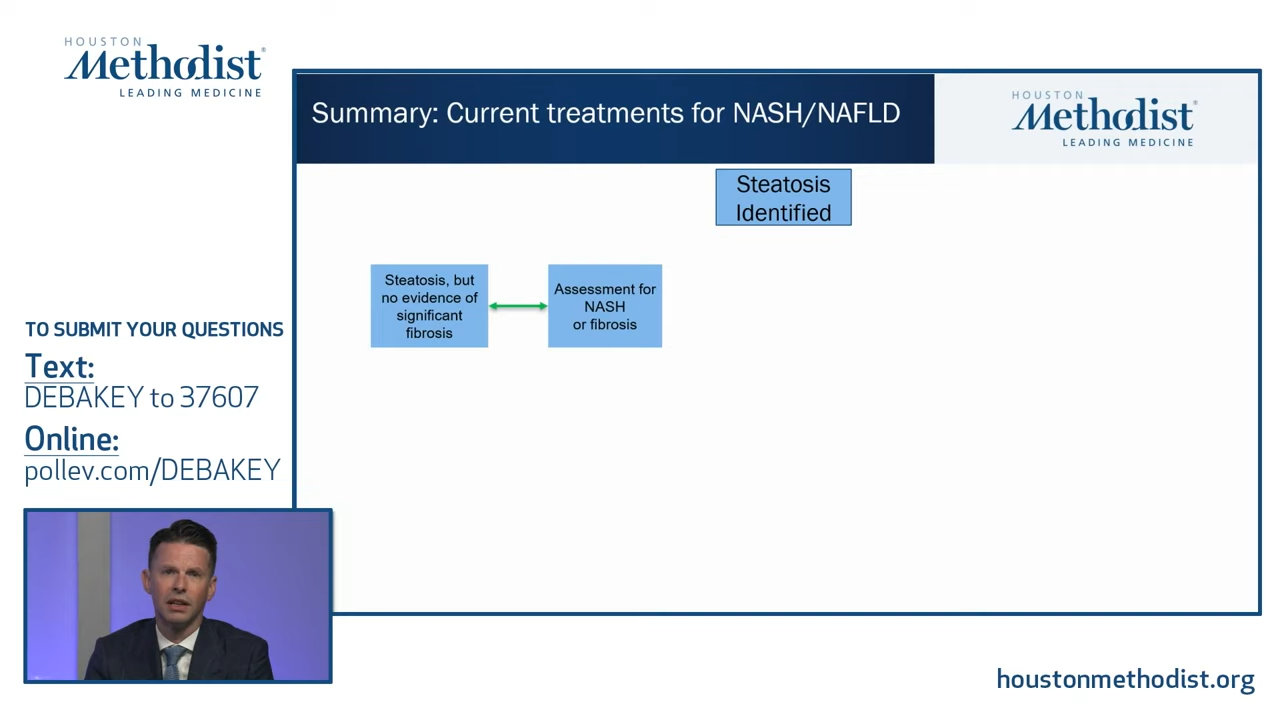 HOUSTON
Methodist®
LEADING MEDICINE
Summary: Current treatments for NASH/NAFLD
HOUSTON
Methodist®
LEADING MEDICINE
Steatosis
Identified
Steatosis, but
no evidence of
significant
fibrosis
Assessment for
NASH
or fibrosis
TO SUBMIT YOUR QUESTIONS
Text:
DEBAKEY to 37607
Online:
pollev.com/DEBAKEY
houstonmethodist.org